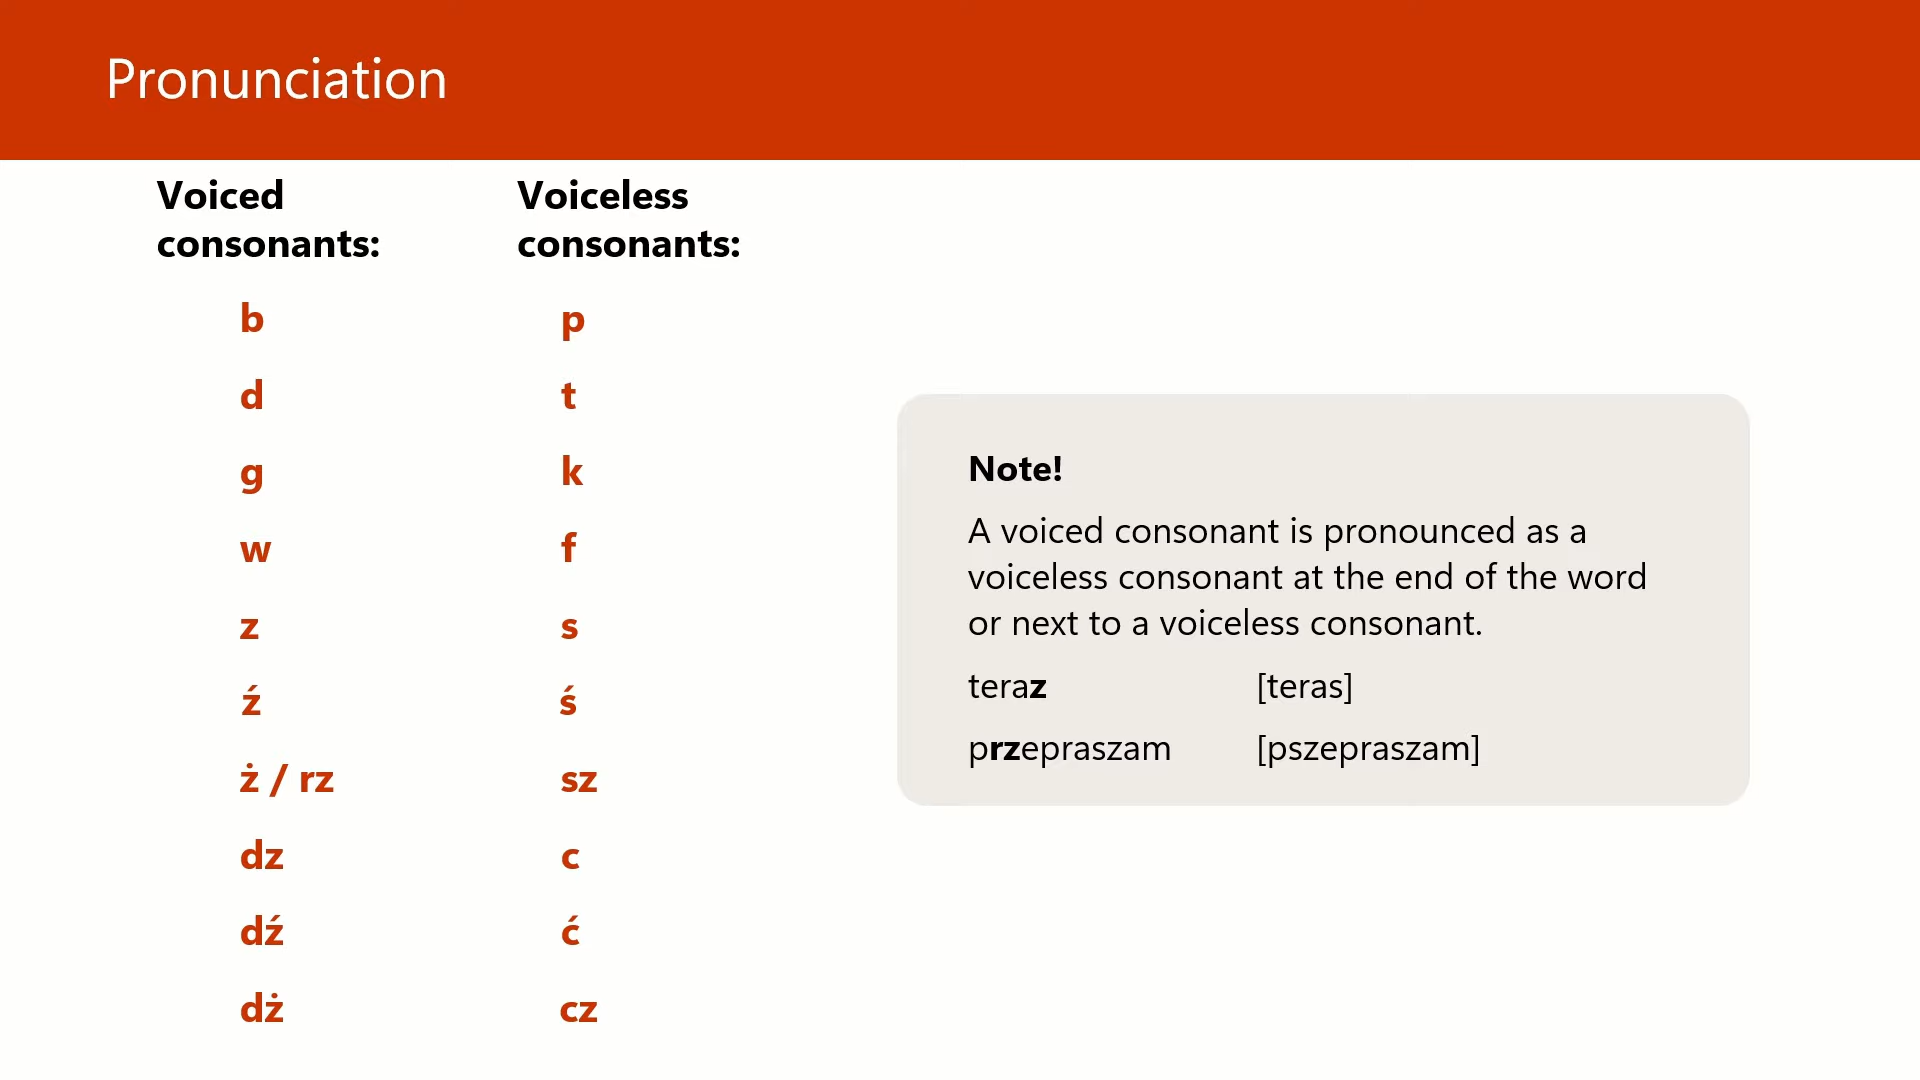 Pronunciation
Voiced consonants:
Voiceless consonants:
b p
d t
g k
w f
z s
ź ś
ż / rz sz
dz c
dź ć
dż cz
Note!
A voiced consonant is pronounced as a
voiceless consonant at the end of the word
or next to a voiceless consonant.
teraz [teras]
przepraszam [pszepraszam]